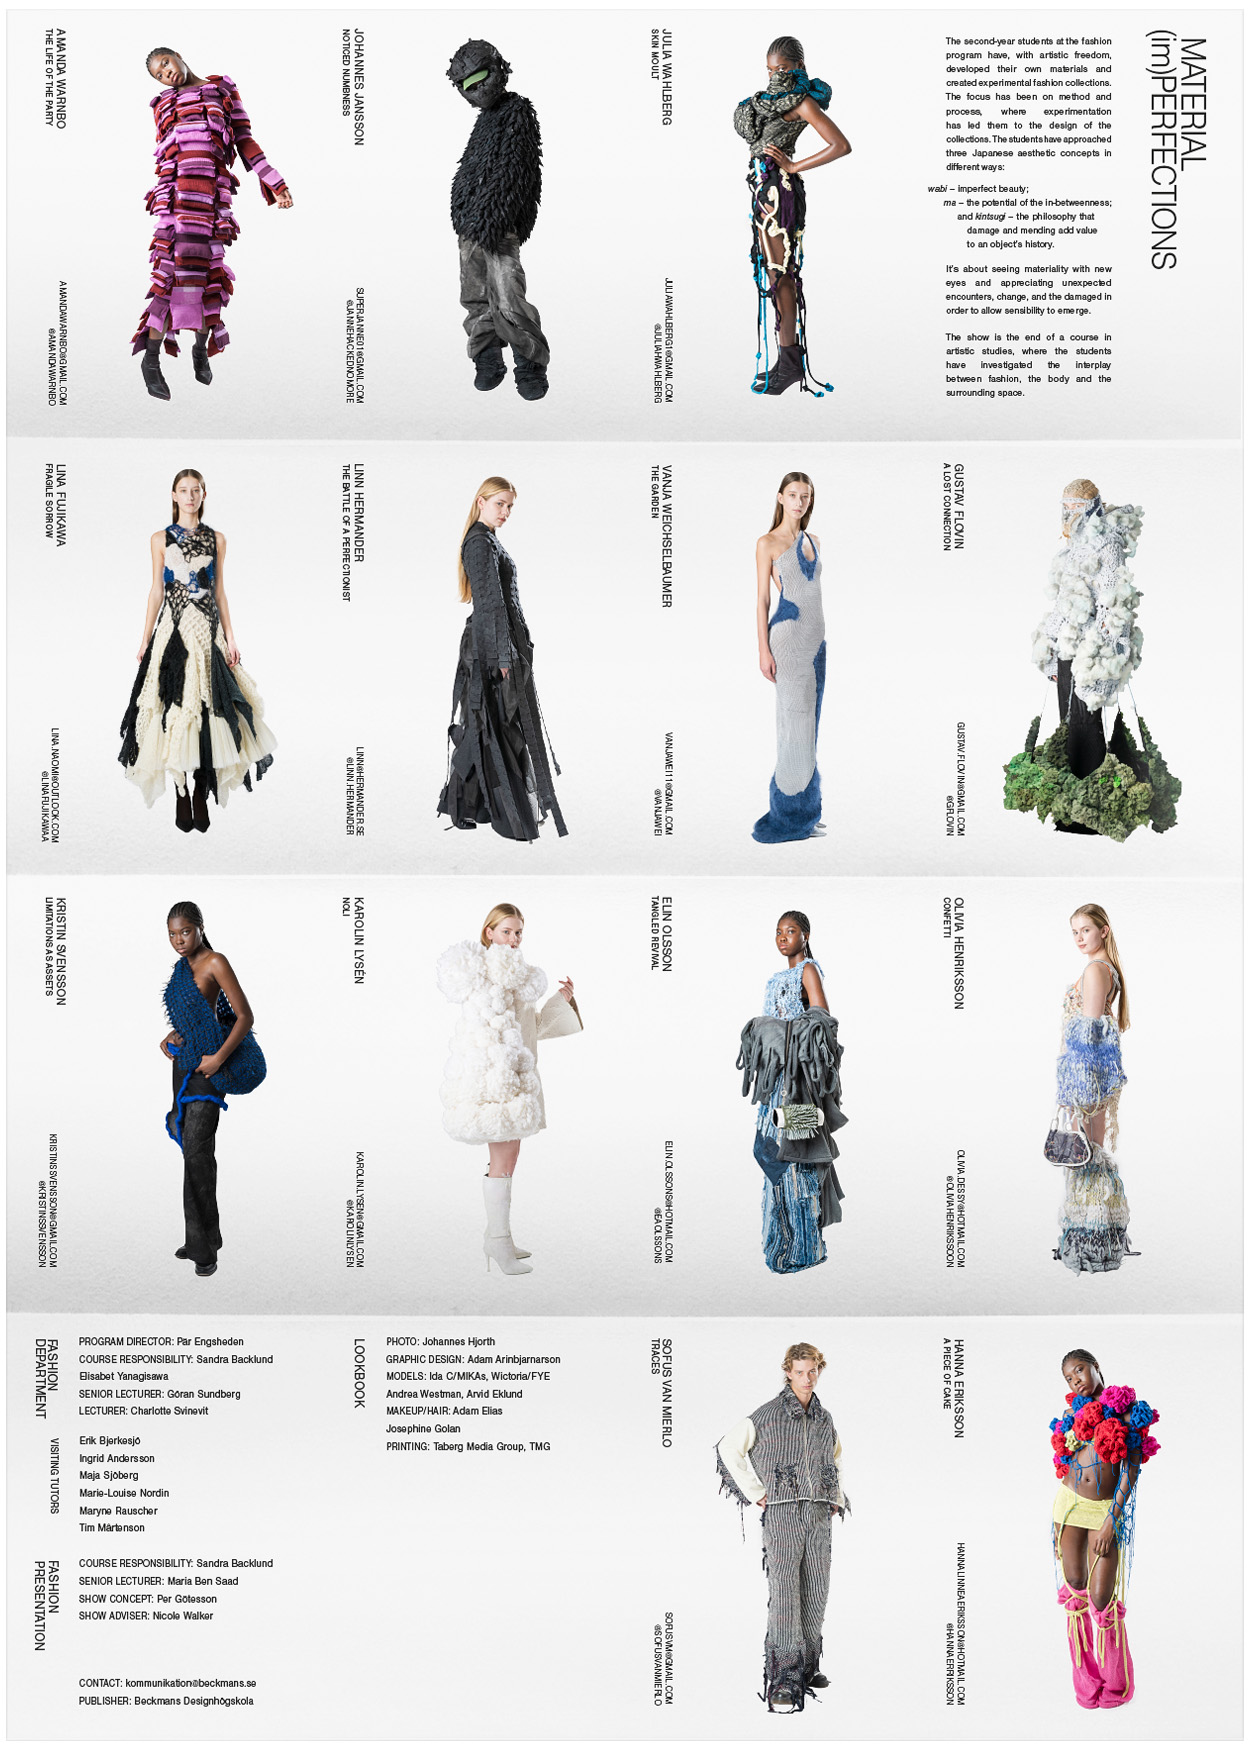 MATERIAL
(im)PERFECTIONS
The second-year students at the fashion
program have, with artistic freedom,
developed their own materials and
created experimental fashion collections.
The focus has been on method and
process, where experimentation
has led them to the design of the
collections. The students have approached
three Japanese aesthetic concepts in
different ways:
wabi – imperfect beauty;
ma – the potential of the in-betweenness;
and kintsugi – the philosophy that
damage and mending add value
to an object's history.
It's about seeing materiality with new
eyes and appreciating unexpected
encounters, change, and the damaged in
order to allow sensibility to emerge.
The show is the end of a course in
artistic studies, where the students
have investigated the interplay
between fashion, the body and the
surrounding space.
AMANDA WARNBO
THE LIFE OF THE PARTY
AMANDAWARNBO@GMAIL.COM
@AMANDAWARNBO
JOHANNES JANSSON
NOTICED NUMBNESS
SUPERJANNE01@GMAIL.COM
@JANNEHACKEDNOMORE
JULIA WAHLBERG
SKIN MOULT
JULIAWAHLBERG1@GMAIL.COM
@JULIAHWAHLBERG
LINA FUJIKAWA
FRAGILE SORROW
LINA.NAOMI@OUTLOOK.COM
@LINAFUJIKAWAA
LINN HERMANDER
THE BATTLE OF A PERFECTIONIST
LINN@HERMANDER.SE
@LINN.HERMANDER
VANJA WEICHSELBAUMER
THE GARDEN
VANJAWEI11@GMAIL.COM
@VANJAWEI
GUSTAV FLOVIN
A LOST CONNECTION
GUSTAV.FLOVIN@GMAIL.COM
@GFLOVIN
KRISTIN SVENSSON
LIMITATIONS AS ASSETS
KRISTINSSVENSSON@GMAIL.COM
@KRISTINSSVENSSON
KAROLIN LYSÉN
NOLI
KAROLIN.LYSEN@GMAIL.COM
@KAROLINLYSEN
ELIN OLSSON
TANGLED REVIVAL
ELIN.OLSSONS@HOTMAIL.COM
@EAOLSSONS
OLIVIA HENRIKSSON
CONFETTI
OLIVIA.DESSY@HOTMAIL.COM
@OLIVIAHENRIKSSOON
FASHION
DEPARTMENT
PROGRAM DIRECTOR: Pär Engsheden
COURSE RESPONSIBILITY: Sandra Backlund
Elisabet Yanagisawa
SENIOR LECTURER: Göran Sundberg
LECTURER: Charlotte Svinevit
VISITING TUTORS
Erik Bjerkesjö
Ingrid Andersson
Maja Sjöberg
Marie-Louise Nordin
Maryne Rauscher
Tim Mårtenson
FASHION
PRESENTATION
COURSE RESPONSIBILITY: Sandra Backlund
SENIOR LECTURER: Maria Ben Saad
SHOW CONCEPT: Per Götesson
SHOW ADVISER: Nicole Walker
CONTACT: kommunikation@beckmans.se
PUBLISHER: Beckmans Designhögskola
LOOKBOOK
PHOTO: Johannes Hjorth
GRAPHIC DESIGN: Adam Arinbjarnarson
MODELS: Ida C/MIKAs, Wictoria/FYE
Andrea Westman, Arvid Eklund
MAKEUP/HAIR: Adam Elias
Josephine Golan
PRINTING: Taberg Media Group, TMG
SOFUS VAN MIERLO
TRACES
SOFUSVM@GMAIL.COM
@SOFUSVANMIERLO
HANNA ERIKSSON
A PIECE OF CAKE
HANNALINNEAERIKSSON@HOTMAIL.COM
@HANNAERRIKSSON